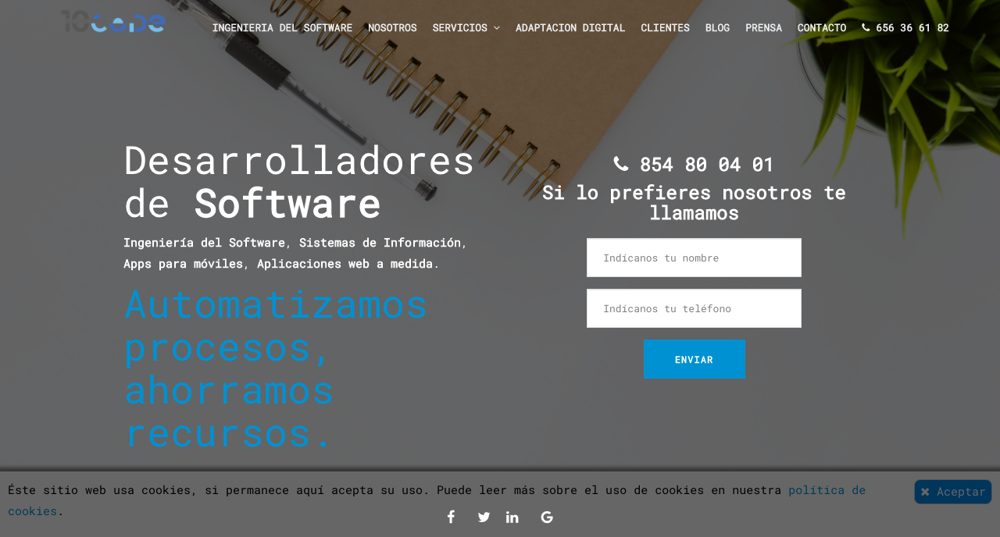 10CODE
INGENIERIA DEL SOFTWARE NOSOTROS SERVICIOS ADAPTACION DIGITAL CLIENTES BLOG PRENSA CONTACTO 656 36 61 82
Desarrolladores
de Software
Ingeniería del Software, Sistemas de Información,
Apps para móviles, Aplicaciones web a medida.
Automatizamos
procesos,
ahorramos
recursos.
854 80 04 01
Si lo prefieres nosotros te
llamamos
Indícanos tu nombre
Indícanos tu teléfono
ENVIAR
Éste sitio web usa cookies, si permanece aquí acepta su uso. Puede leer más sobre el uso de cookies en nuestra política de
cookies.
Aceptar